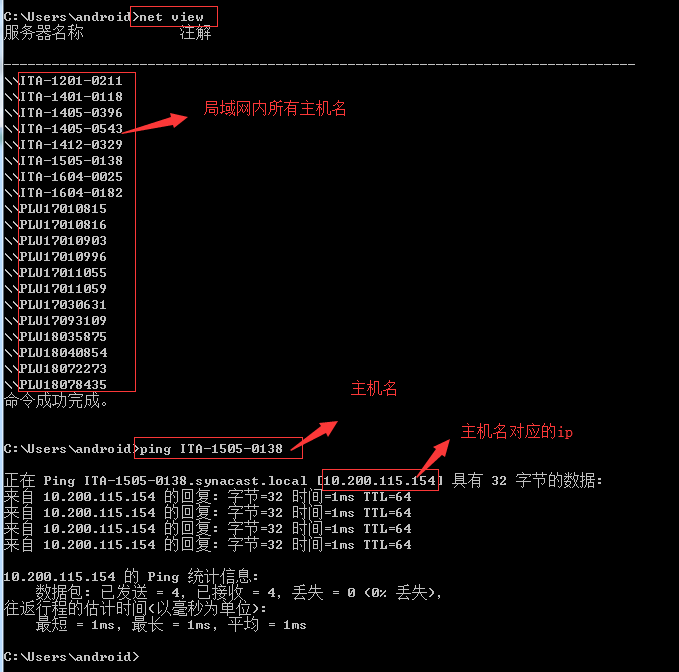 C:\Users\android>net view
服务器名称            注解
-------------------------------------------------------------------------------
\\ITA-1201-0211
\\ITA-1401-0118
\\ITA-1405-0396
局域网内所有主机名
\\ITA-1405-0543
\\ITA-1412-0329
\\ITA-1505-0138
\\ITA-1604-0025
\\ITA-1604-0182
\\PLU17010815
\\PLU17010816
\\PLU17010903
\\PLU17010996
\\PLU17011055
\\PLU17011059
\\PLU17030631
\\PLU17093109
\\PLU18035875
\\PLU18040854
\\PLU18072273
\\PLU18078435
命令成功完成。
主机名
主机名对应的ip
C:\Users\android>ping ITA-1505-0138
正在 Ping ITA-1505-0138.synacast.local [10.200.115.154] 具有 32 字节的数据:
来自 10.200.115.154 的回复: 字节=32 时间=1ms TTL=64
来自 10.200.115.154 的回复: 字节=32 时间=1ms TTL=64
来自 10.200.115.154 的回复: 字节=32 时间=1ms TTL=64
来自 10.200.115.154 的回复: 字节=32 时间=1ms TTL=64
10.200.115.154 的 Ping 统计信息:
数据包: 已发送 = 4, 已接收 = 4, 丢失 = 0 (0% 丢失),
往返行程的估计时间(以毫秒为单位):
最短 = 1ms, 最长 = 1ms, 平均 = 1ms
C:\Users\android>